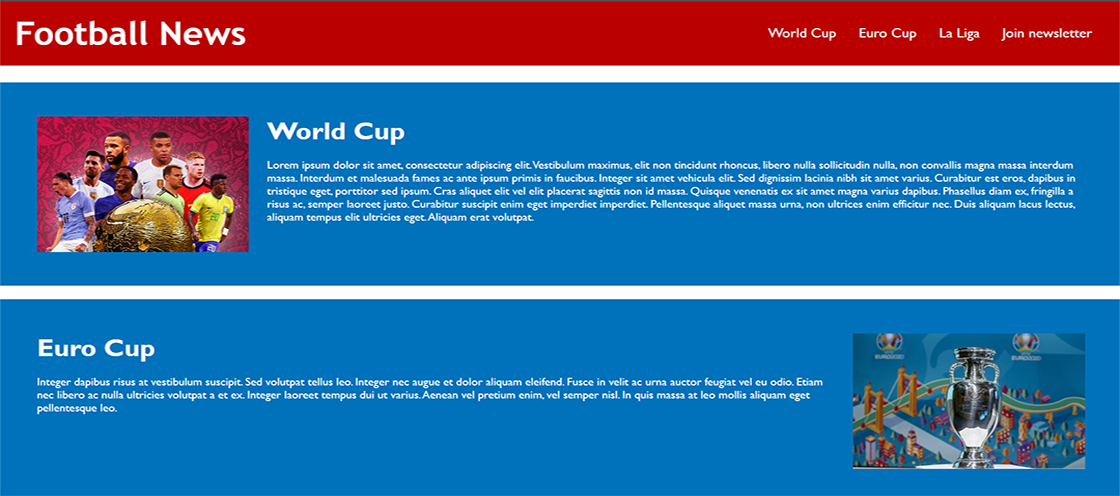 Football News
World Cup Euro Cup La Liga Join newsletter
World Cup
Lorem ipsum dolor sit amet, consectetur adipiscing elit. Vestibulum maximus, elit non tincidunt rhoncus, libero nulla sollicitudin nulla, non convallis magna massa interdum
massa. Interdum et malesuada fames ac ante ipsum primis in faucibus. Integer sit amet vehicula elit. Sed dignissim lacinia nibh sit amet varius. Curabitur est eros, dapibus in
tristique eget, porttitor sed ipsum. Cras aliquet elit vel elit placerat sagittis non id massa. Quisque venenatis ex sit amet magna varius dapibus. Phasellus diam ex, fringilla a
risus ac, semper laoreet justo. Curabitur suscipit enim eget imperdiet imperdiet. Pellentesque aliquet massa urna, non ultrices enim efficitur nec. Duis aliquam lacus lectus,
aliquam tempus elit ultricies eget. Aliquam erat volutpat.
Euro Cup
Integer dapibus risus at vestibulum suscipit. Sed volutpat tellus leo. Integer nec augue et dolor aliquam eleifend. Fusce in velit ac urna auctor feugiat vel eu odio. Etiam
nec libero ac nulla ultricies volutpat a et ex. Integer laoreet tempus dui ut varius. Aenean vel pretium enim, vel semper nisl. In quis massa at leo mollis aliquam eget
pellentesque leo.
EURO2020 EURO2020